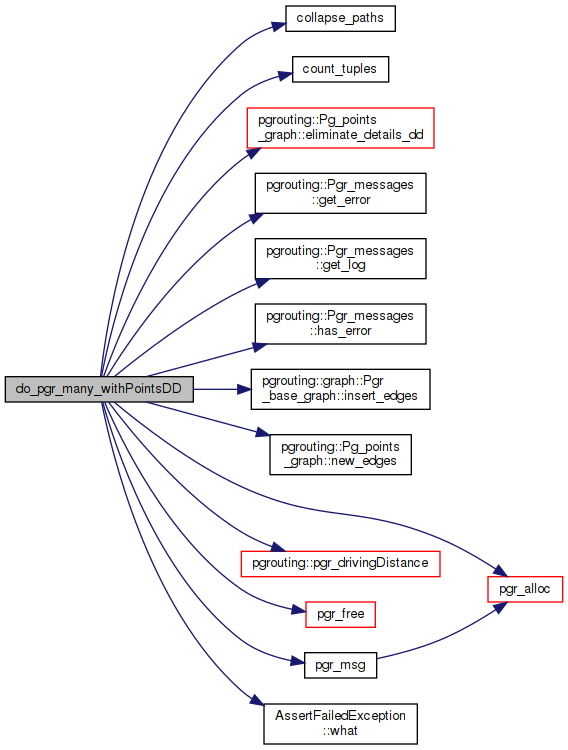 collapse_paths
count_tuples
pgrouting::Pg_points
_graph::eliminate_details_dd
pgrouting::Pgr_messages
::get_error
pgrouting::Pgr_messages
::get_log
pgrouting::Pgr_messages
::has_error
do_pgr_many_withPointsDD
pgrouting::graph::Pgr
_base_graph::insert_edges
pgrouting::Pg_points
_graph::new_edges
pgrouting::pgr_drivingDistance
pgr_alloc
pgr_free
pgr_msg
AssertFailedException
::what